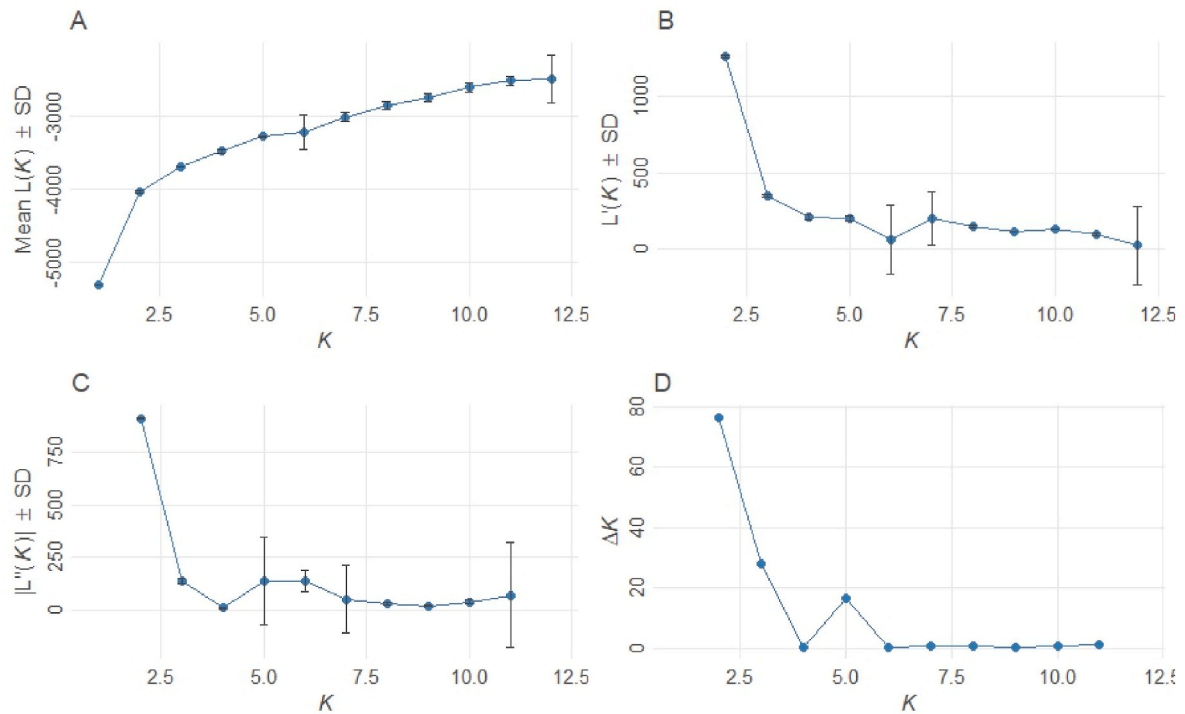 A
Mean L(K) ± SD
-3000
-4000
-5000
2.5 5.0 7.5 10.0 12.5
K
B
L'(K) ± SD
1000
500
0
2.5 5.0 7.5 10.0 12.5
K
C
|L"(K)| ± SD
750
500
250
0
2.5 5.0 7.5 10.0 12.5
K
D
ΔK
80
60
40
20
0
2.5 5.0 7.5 10.0 12.5
K